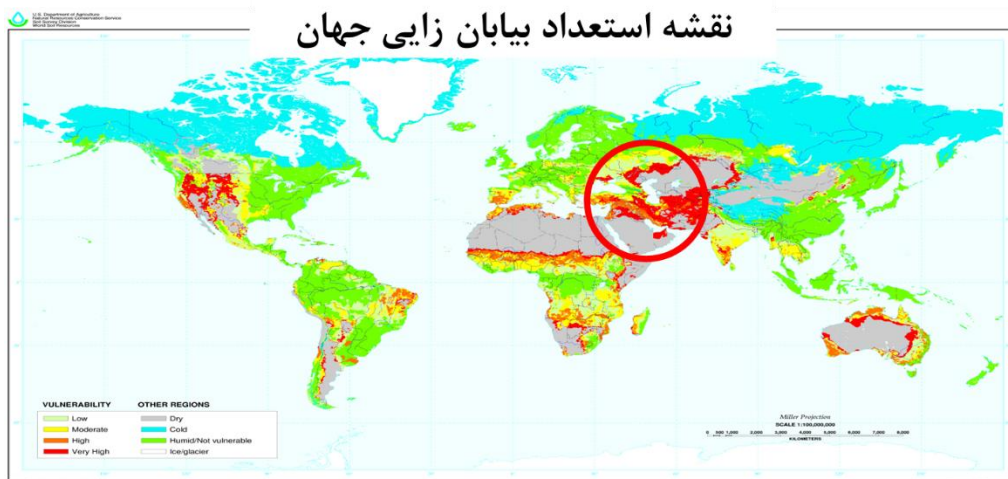 U.S. Department of Agriculture
Natural Resources Conservation Service
Soil Survey Division
World Soil Resources
نقشه استعداد بیابان زایی جهان
VULNERABILITY
Low
Moderate
High
Very High
OTHER REGIONS
Dry
Cold
Humid/Not vulnerable
Ice/glacier
Miller Projection
SCALE 1:100,000,000
KILOMETERS